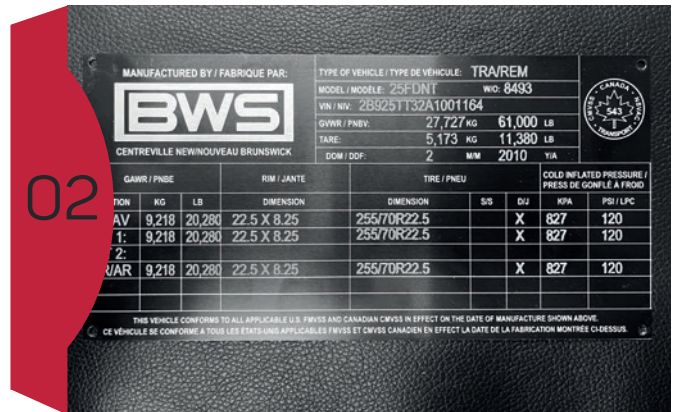 02
MANUFACTURED BY / FABRIQUE PAR:
BWS
CENTREVILLE NEW/NOUVEAU BRUNSWICK
TYPE OF VEHICLE / TYPE DE VÉHICULE: TRA/REM
MODEL / MODÈLE: 25FDNT W/O: 8493
VIN / NIV: 2B925TT32A1001164
GVWR / PNBV: 27,727 KG 61,000 LB
TARE: 5,173 KG 11,380 LB
DOM / DDF: 2 M/M 2010 Y/A
CANADA
CMVSS NSVAC
543
TRANSPORT
GAWR / PNBE RIM / JANTE TIRE / PNEU COLD INFLATED PRESSURE /
PRESS DE GONFLÉ À FROID
TION KG LB DIMENSION DIMENSION S/S D/J KPA PSI / LPC
AV 9,218 20,280 22.5 X 8.25 255/70R22.5 X 827 120
1: 9,218 20,280 22.5 X 8.25 255/70R22.5 X 827 120
2:
R/AR 9,218 20,280 22.5 X 8.25 255/70R22.5 X 827 120
THIS VEHICLE CONFORMS TO ALL APPLICABLE U.S. FMVSS AND CANADIAN CMVSS IN EFFECT ON THE DATE OF MANUFACTURE SHOWN ABOVE.
CE VÉHICULE SE CONFORME A TOUS LES ÉTATS-UNIS APPLICABLES FMVSS ET CMVSS CANADIEN EN EFFECT LA DATE DE LA FABRICATION MONTRÉE CI-DESSUS.